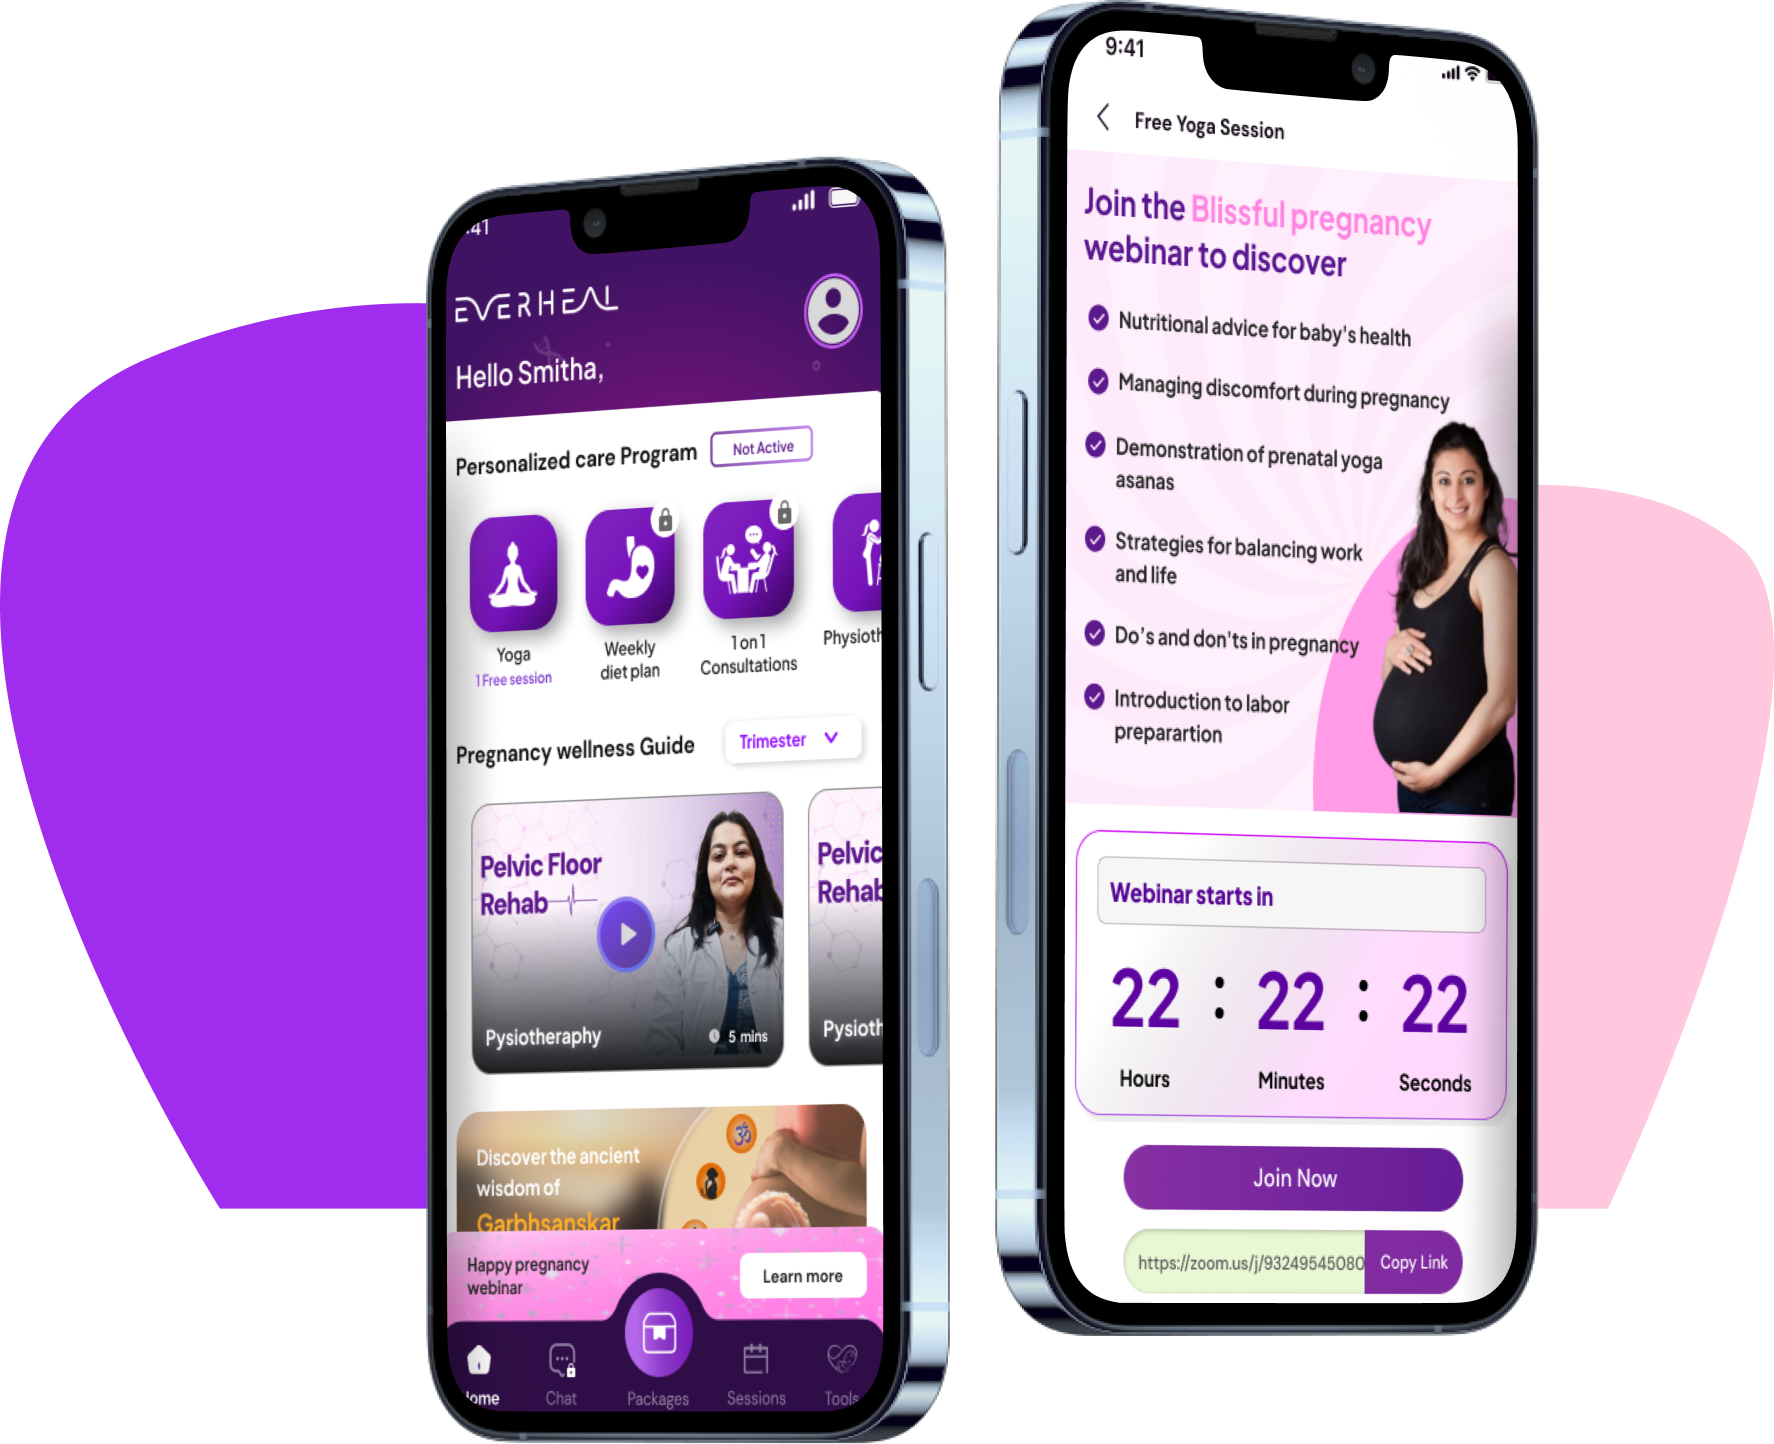 :41
EVERHEAL
Hello Smitha,
Personalized care Program
Not Active
Yoga
1 Free session
Weekly
diet plan
1 on 1
Consultations
Physioth
Pregnancy wellness Guide
Trimester
Pelvic Floor
Rehab
Pysiotheraphy
5 mins
Pelvic
Rehab
Pysioth
Discover the ancient
wisdom of
Garbhsanskar
Happy pregnancy
webinar
Learn more
ome
Chat
Packages
Sessions
Tools
9:41
Free Yoga Session
Join the Blissful pregnancy
webinar to discover
Nutritional advice for baby's health
Managing discomfort during pregnancy
Demonstration of prenatal yoga
asanas
Strategies for balancing work
and life
Do's and don'ts in pregnancy
Introduction to labor
preparartion
Webinar starts in
22 : 22 : 22
Hours Minutes Seconds
Join Now
https://zoom.us/j/93249545080
Copy Link